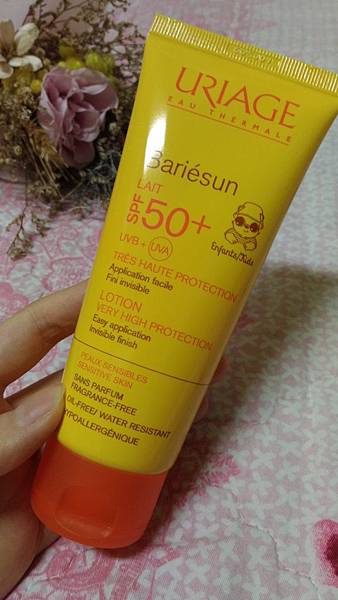 URIAGE
EAU THERMALE
Bariésun
LAIT
SPF 50+
UVB + UVA
Enfants/Kids
TRÈS HAUTE PROTECTION
Application facile
Fini invisible
LOTION
VERY HIGH PROTECTION
Easy application
Invisible finish
PEAUX SENSIBLES
SENSITIVE SKIN
SANS PARFUM
FRAGRANCE-FREE
OIL-FREE/ WATER RESISTANT
HYPOALLERGÉNIQUE